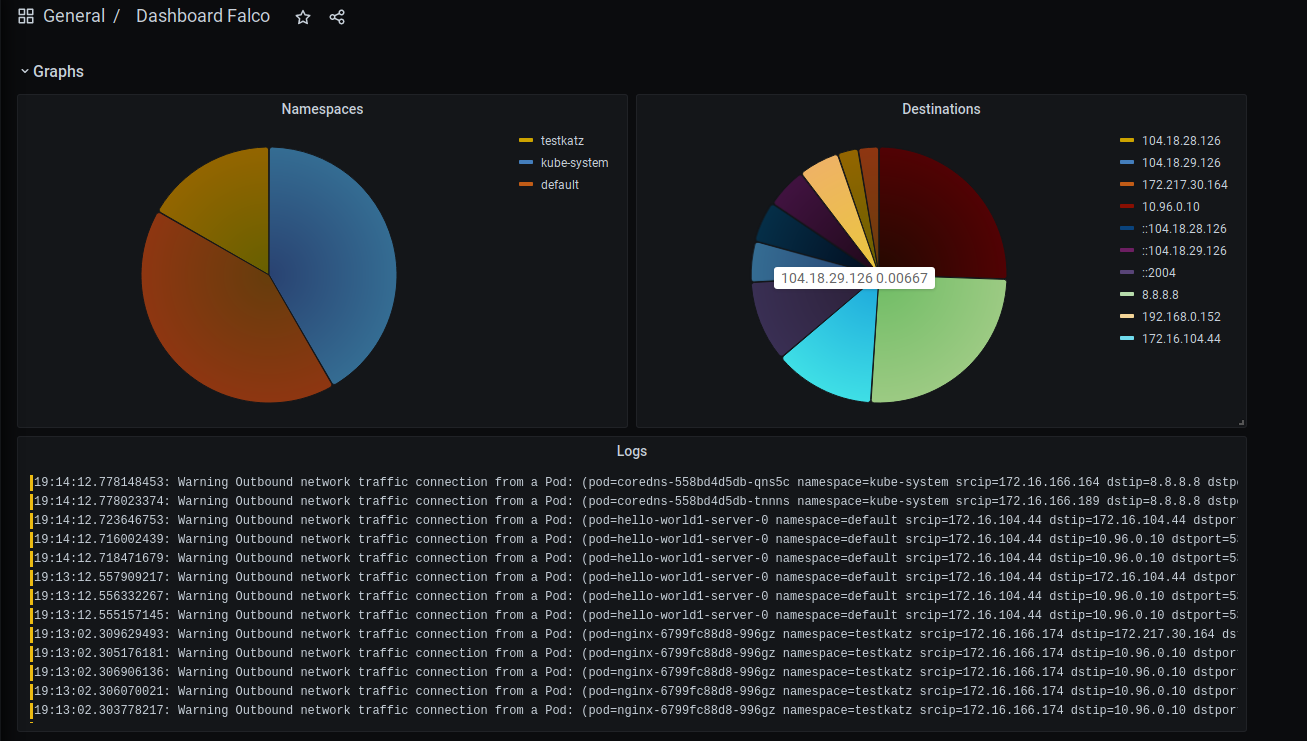 General / Dashboard Falco
Graphs
Namespaces
testkatz
kube-system
default
Destinations
104.18.28.126
104.18.29.126
172.217.30.164
10.96.0.10
::104.18.28.126
::104.18.29.126
::2004
8.8.8.8
192.168.0.152
172.16.104.44
104.18.29.126 0.00667
Logs
19:14:12.778148453: Warning Outbound network traffic connection from a Pod: (pod=coredns-558bd4d5db-qns5c namespace=kube-system srcip=172.16.166.164 dstip=8.8.8.8 dstp
19:14:12.778023374: Warning Outbound network traffic connection from a Pod: (pod=coredns-558bd4d5db-tnnns namespace=kube-system srcip=172.16.166.189 dstip=8.8.8.8 dstp
19:14:12.723646753: Warning Outbound network traffic connection from a Pod: (pod=hello-world1-server-0 namespace=default srcip=172.16.104.44 dstip=172.16.104.44 dstpor
19:14:12.716002439: Warning Outbound network traffic connection from a Pod: (pod=hello-world1-server-0 namespace=default srcip=172.16.104.44 dstip=10.96.0.10 dstport=5
19:14:12.718471679: Warning Outbound network traffic connection from a Pod: (pod=hello-world1-server-0 namespace=default srcip=172.16.104.44 dstip=10.96.0.10 dstport=5
19:13:12.557909217: Warning Outbound network traffic connection from a Pod: (pod=hello-world1-server-0 namespace=default srcip=172.16.104.44 dstip=172.16.104.44 dstpor
19:13:12.556332267: Warning Outbound network traffic connection from a Pod: (pod=hello-world1-server-0 namespace=default srcip=172.16.104.44 dstip=10.96.0.10 dstport=5
19:13:12.555157145: Warning Outbound network traffic connection from a Pod: (pod=hello-world1-server-0 namespace=default srcip=172.16.104.44 dstip=10.96.0.10 dstport=5
19:13:02.309629493: Warning Outbound network traffic connection from a Pod: (pod=nginx-6799fc88d8-996gz namespace=testkatz srcip=172.16.166.174 dstip=172.217.30.164 ds
19:13:02.305176181: Warning Outbound network traffic connection from a Pod: (pod=nginx-6799fc88d8-996gz namespace=testkatz srcip=172.16.166.174 dstip=10.96.0.10 dstpor
19:13:02.306906136: Warning Outbound network traffic connection from a Pod: (pod=nginx-6799fc88d8-996gz namespace=testkatz srcip=172.16.166.174 dstip=10.96.0.10 dstpor
19:13:02.306070021: Warning Outbound network traffic connection from a Pod: (pod=nginx-6799fc88d8-996gz namespace=testkatz srcip=172.16.166.174 dstip=10.96.0.10 dstpor
19:13:02.303778217: Warning Outbound network traffic connection from a Pod: (pod=nginx-6799fc88d8-996gz namespace=testkatz srcip=172.16.166.174 dstip=10.96.0.10 dstpor